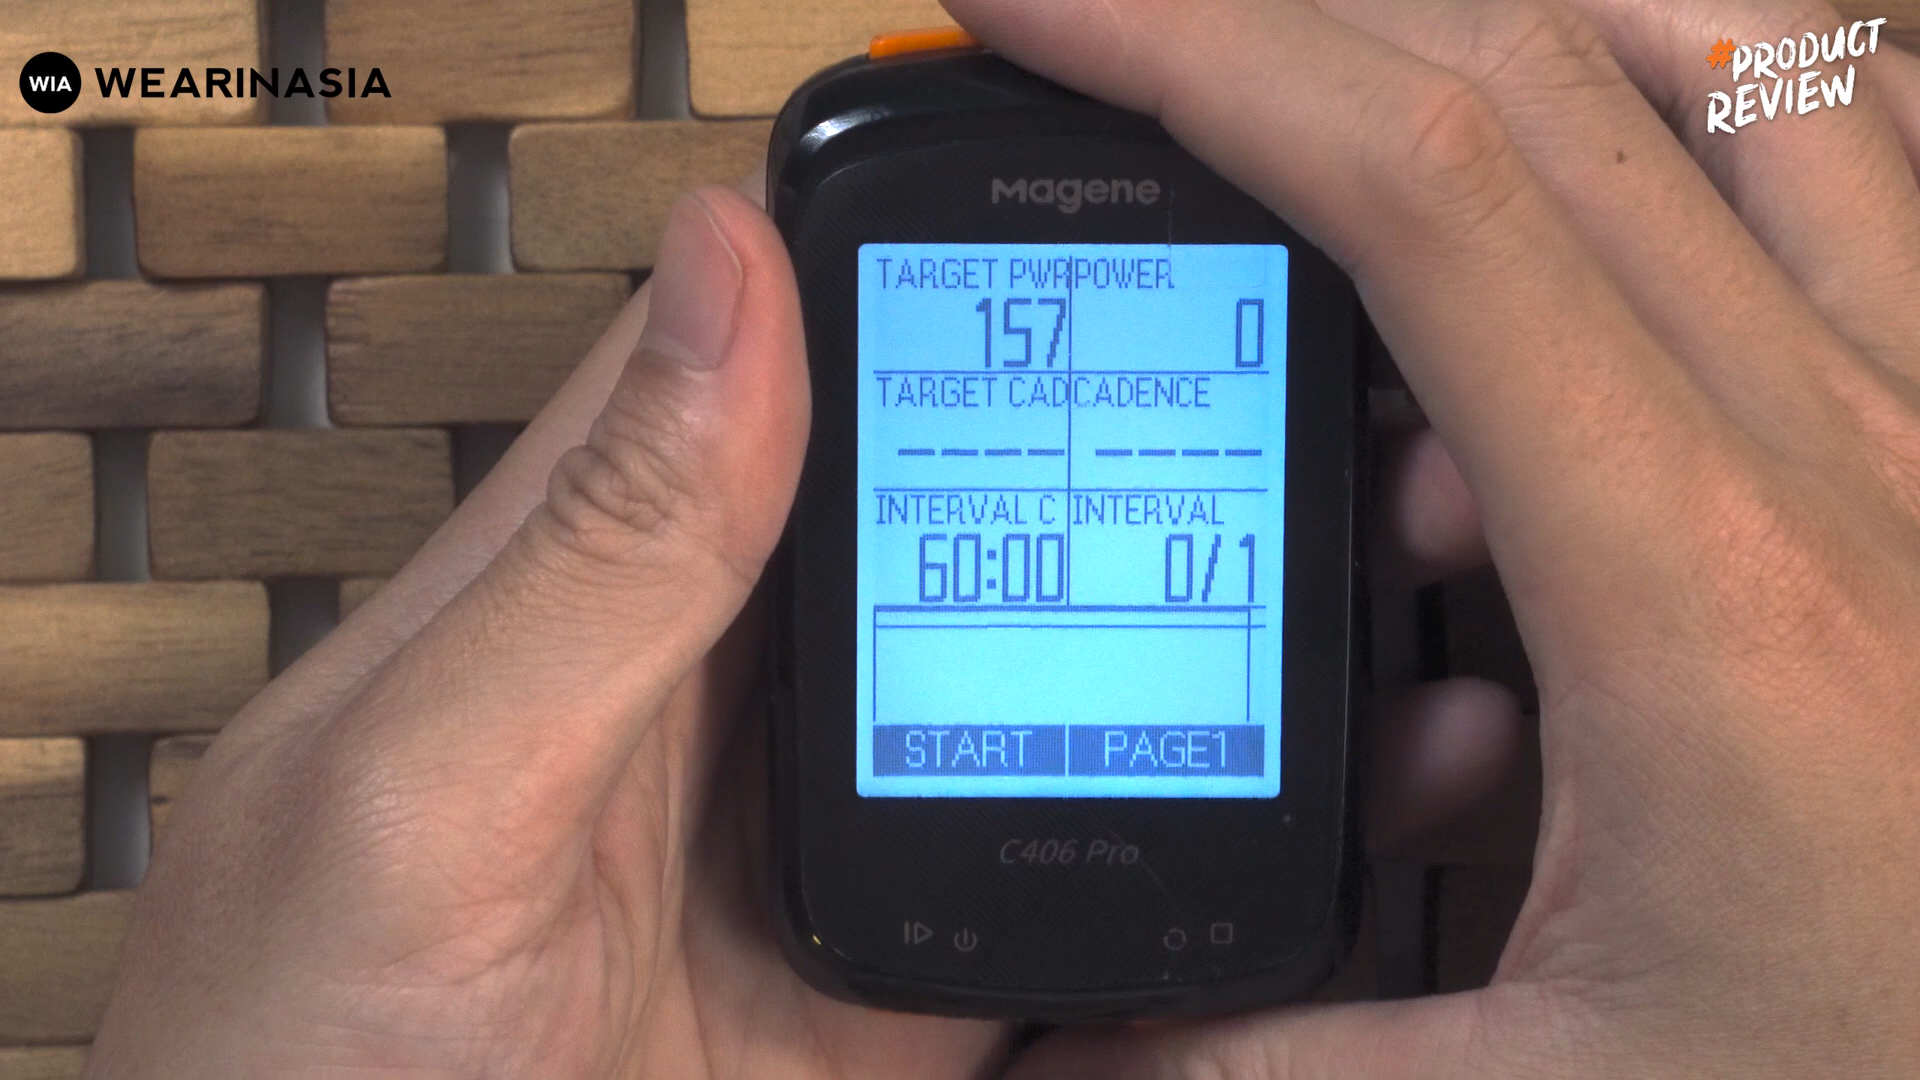 WIA WEARINASIA
#PRODUCT
REVIEW
Magene
TARGET PWR POWER
157 0
TARGET CAD CADENCE
---- ----
INTERVAL C INTERVAL
60:00 0/1
START PAGE1
C406 Pro